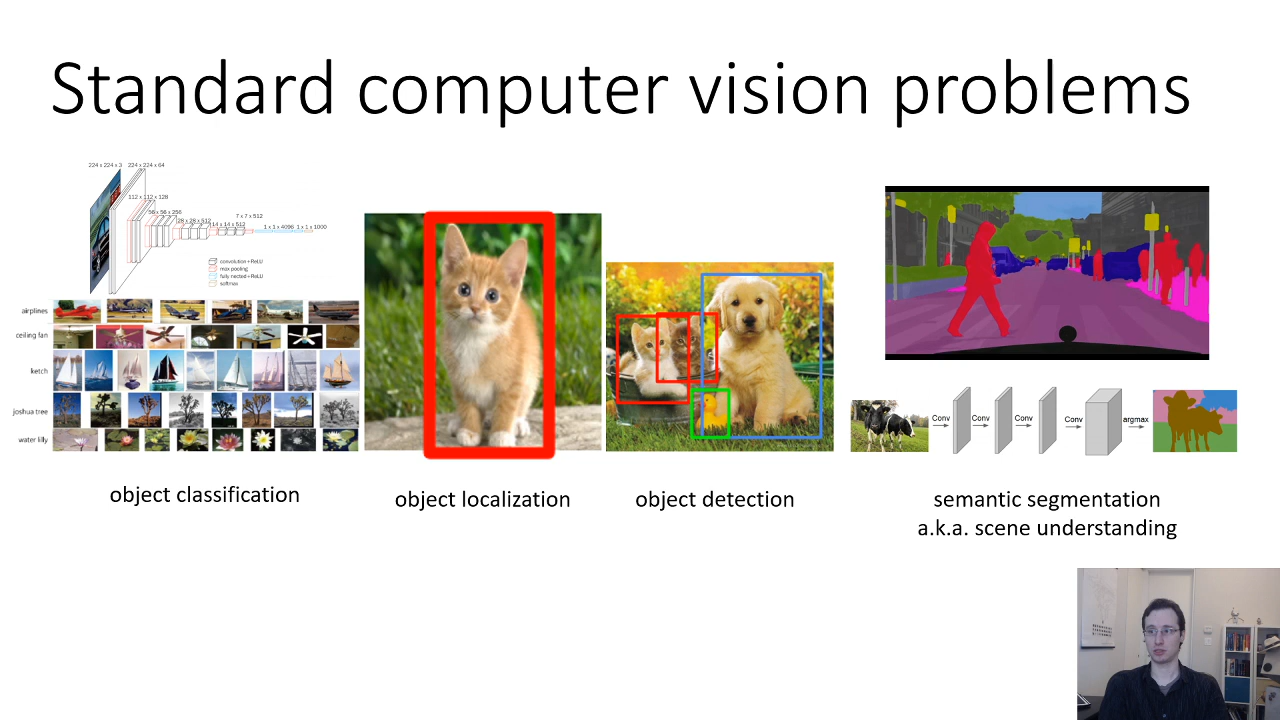 Standard computer vision problems
224 x 224 x 3 224 x 224 x 64
112 x 112 x 128
56 x 56 x 256
28 x 28 x 512
14 x 14 x 512
7 x 7 x 512
1 x 1 x 4096 1 x 1 x 1000
convolution+ReLU
max pooling
fully nected+ReLU
softmax
airplines
ceiling fan
ketch
joshua tree
water lilly
Conv Conv Conv Conv argmax
object classification
object localization
object detection
semantic segmentation
a.k.a. scene understanding